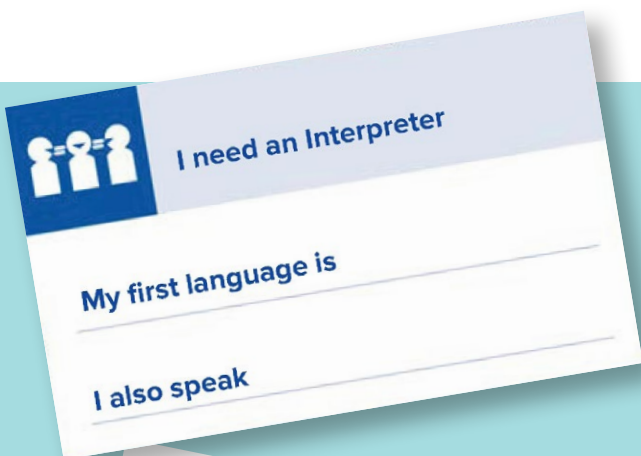 I need an Interpreter
My first language is
I also speak